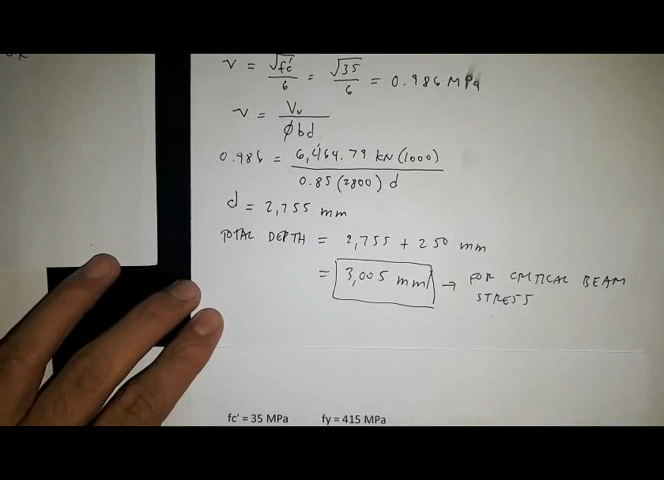 v = √fc' / 6 = √35 / 6 = 0.986 MPa
v = Vu / Øbd
0.986 = 6,464.79 kN (1000) / 0.85 (2800) d
d = 2,755 mm
TOTAL DEPTH = 2,755 + 250 mm
= 3,005 mm → FOR CRITICAL BEAM
STRESS
fc' = 35 MPa fy = 415 MPa